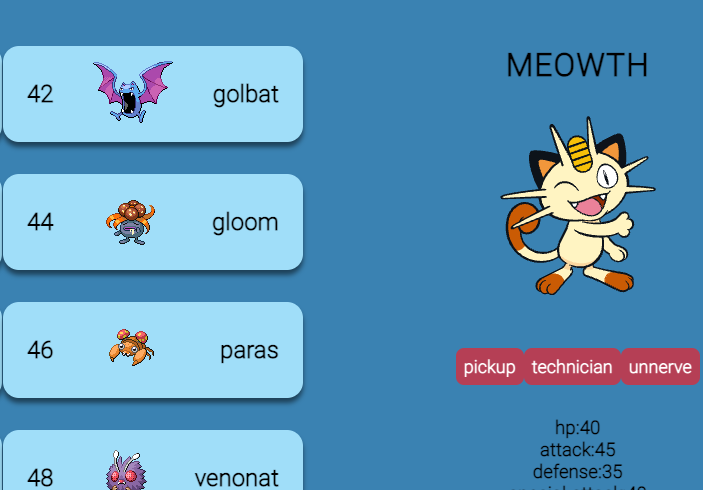 42 golbat
44 gloom
46 paras
48 venonat
MEOWTH
pickup technician unnerve
hp:40
attack:45
defense:35